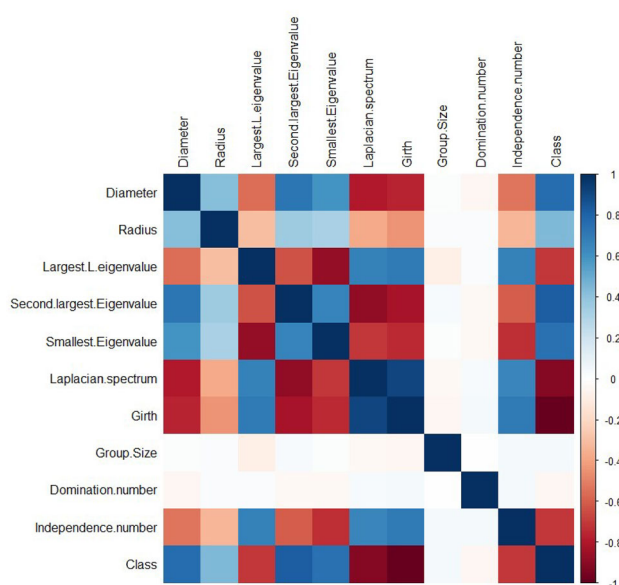 Diameter
Radius
Largest.L.eigenvalue
Second.largest.Eigenvalue
Smallest.Eigenvalue
Laplacian.spectrum
Girth
Group.Size
Domination.number
Independence.number
Class
Diameter
Radius
Largest.L.eigenvalue
Second.largest.Eigenvalue
Smallest.Eigenvalue
Laplacian.spectrum
Girth
Group.Size
Domination.number
Independence.number
Class
1
0.8
0.6
0.4
0.2
0
-0.2
-0.4
-0.6
-0.8
-1